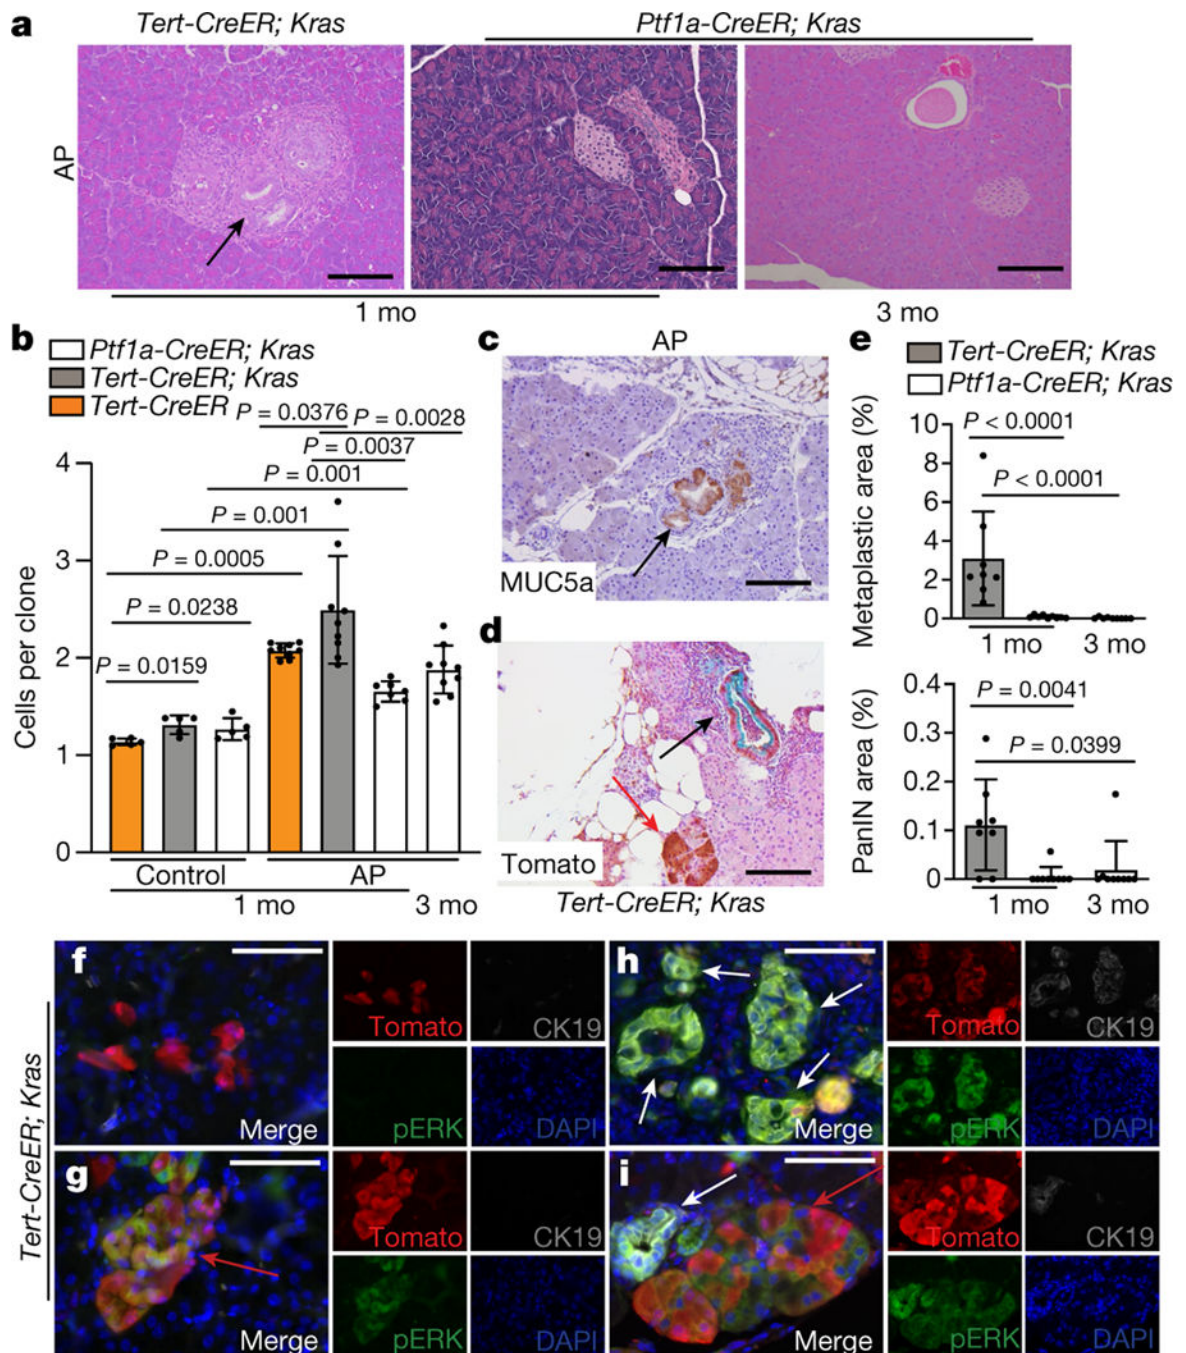 a
Tert-CreER; Kras
Ptf1a-CreER; Kras
AP
1 mo
3 mo
b
Ptf1a-CreER; Kras
Tert-CreER; Kras
Tert-CreER
P = 0.0376
P = 0.0028
P = 0.0037
P = 0.001
P = 0.001
P = 0.0005
P = 0.0238
P = 0.0159
Cells per clone
4
3
2
1
0
Control
AP
1 mo
3 mo
c
AP
MUC5a
d
Tomato
Tert-CreER; Kras
e
Tert-CreER; Kras
Ptf1a-CreER; Kras
Metaplastic area (%)
10
8
6
4
2
0
P < 0.0001
P < 0.0001
1 mo
3 mo
PanIN area (%)
0.4
0.3
0.2
0.1
0
P = 0.0041
P = 0.0399
1 mo
3 mo
Tert-CreER; Kras
f
Merge
Tomato
CK19
pERK
DAPI
h
Merge
Tomato
CK19
pERK
DAPI
g
Merge
Tomato
CK19
pERK
DAPI
i
Merge
Tomato
CK19
pERK
DAPI